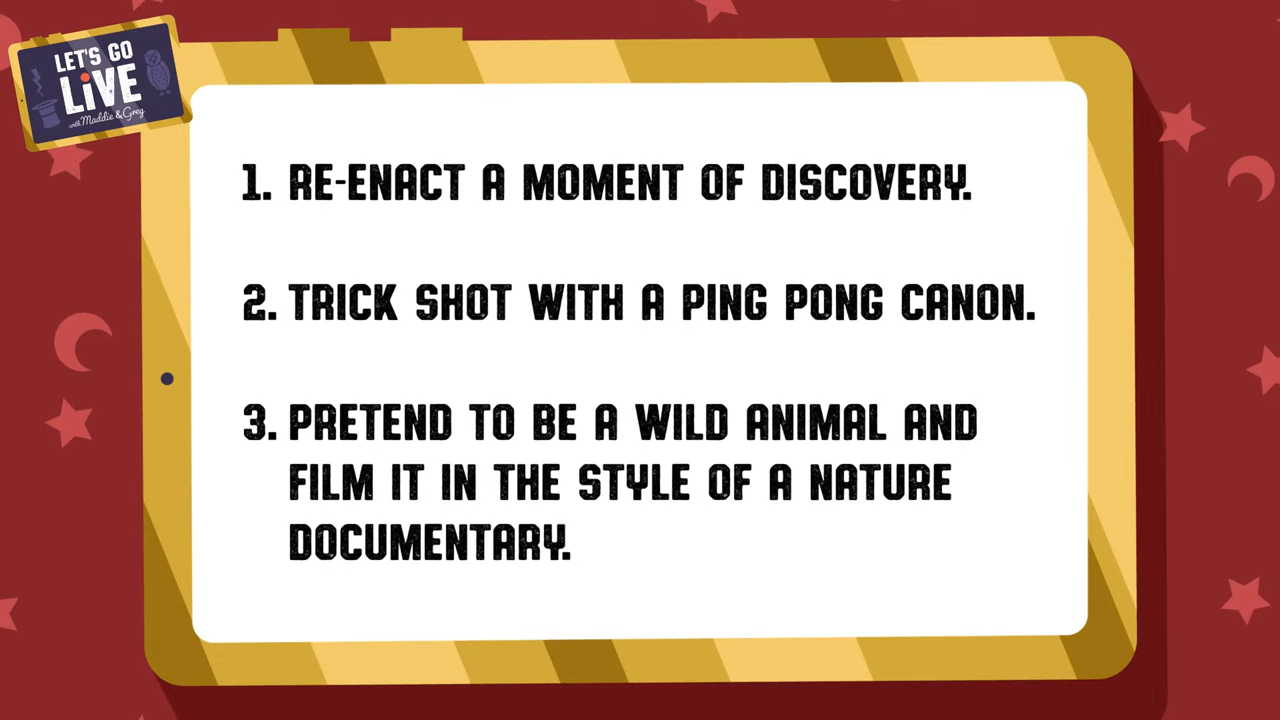 LET'S GO
LIVE
with Maddie & Greg
1. RE-ENACT A MOMENT OF DISCOVERY.
2. TRICK SHOT WITH A PING PONG CANON.
3. PRETEND TO BE A WILD ANIMAL AND
FILM IT IN THE STYLE OF A NATURE
DOCUMENTARY.